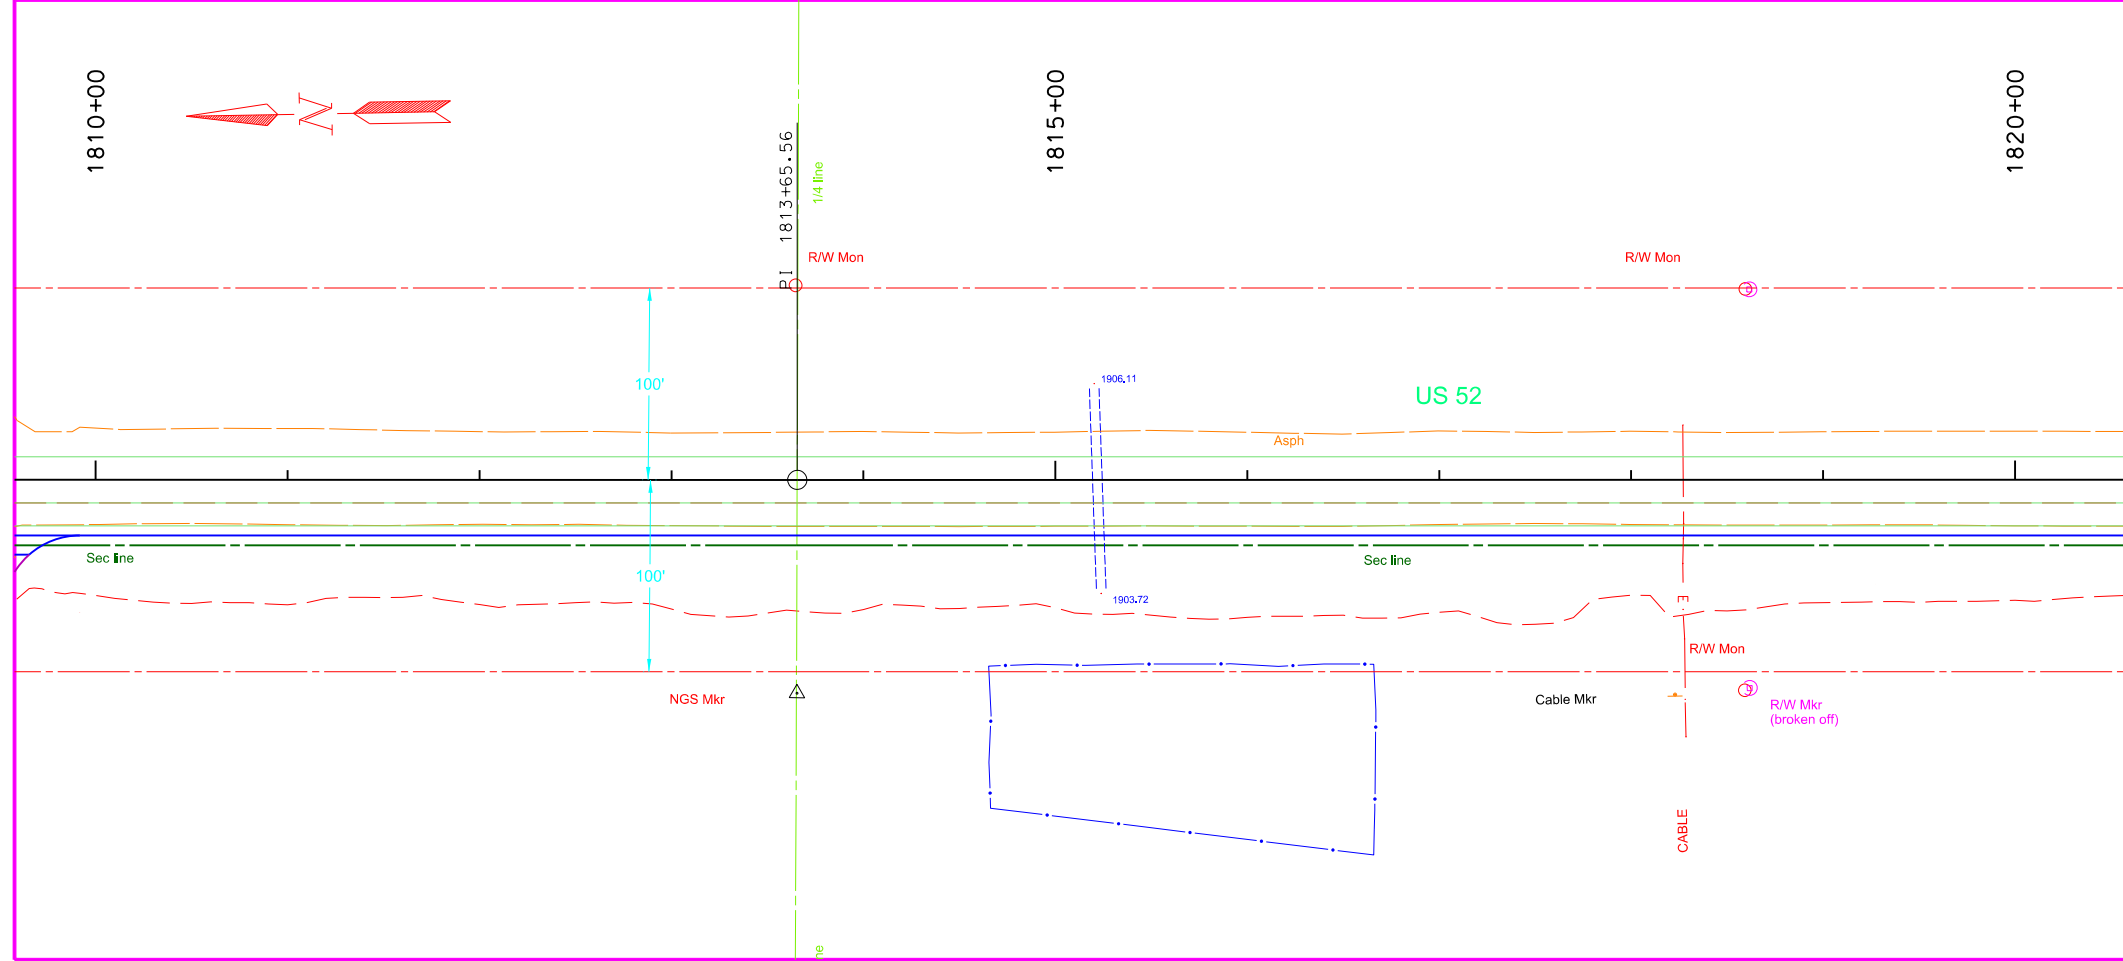 1810+00
1815+00
1820+00
N
PI 1813+65.56
1/4 line
R/W Mon
R/W Mon
100'
1906.11
US 52
Asph
Sec line
Sec line
100'
1903.72
E
R/W Mon
NGS Mkr
Cable Mkr
R/W Mkr
(broken off)
CABLE
ne